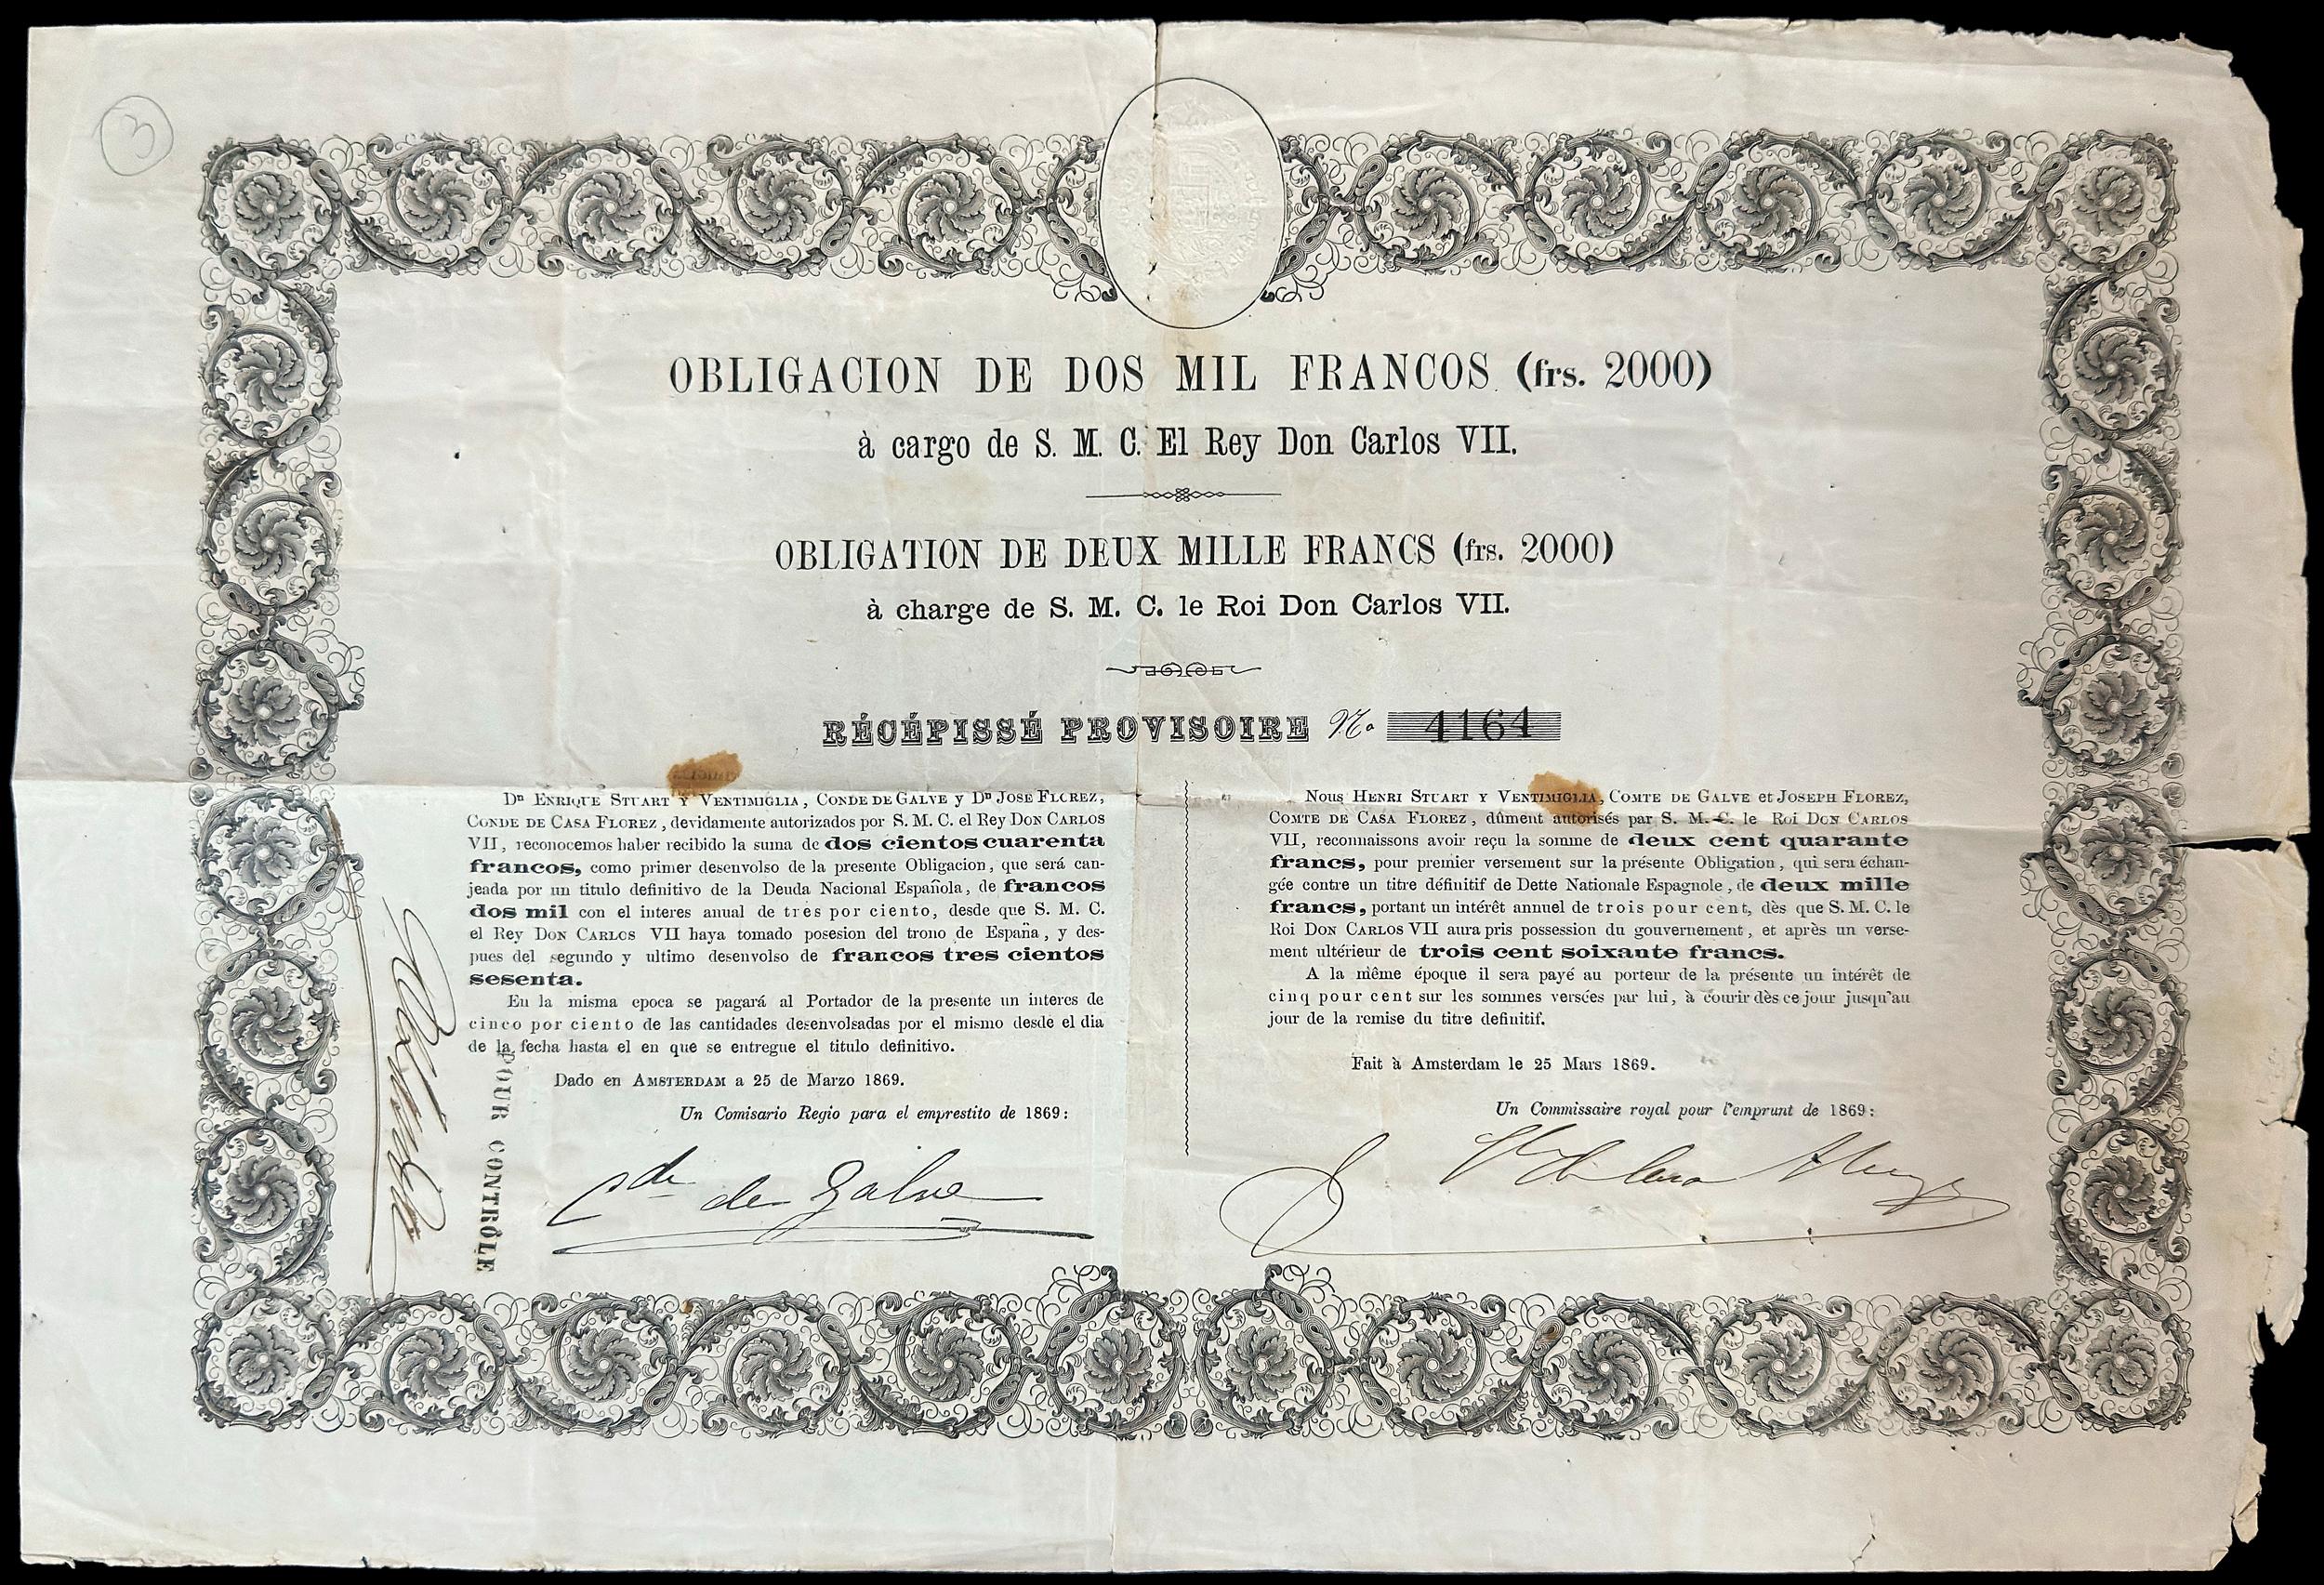 3
OBLIGACION DE DOS MIL FRANCOS (frs. 2000)
à cargo de S. M. C. El Rey Don Carlos VII.
OBLIGATION DE DEUX MILLE FRANCS (frs. 2000)
à charge de S. M. C. le Roi Don Carlos VII.
RÉCÉPISSÉ PROVISOIRE No 4164
Dn ENRIQUE STUART Y VENTIMIGLIA, CONDE DE GALVE y Dn JOSE FLOREZ,
CONDE DE CASA FLOREZ, devidamente autorizados por S. M. C. el Rey DON CARLOS
VII, reconocemos haber recibido la suma de dos cientos cuarenta
francos, como primer desenvolso de la presente Obligacion, que será can-
jeada por un titulo definitivo de la Deuda Nacional Española, de francos
dos mil con el interes anual de tres por ciento, desde que S. M. C.
el Rey DON CARLOS VII haya tomado posesion del trono de España, y des-
pues del segundo y ultimo desenvolso de francos tres cientos
sesenta.
En la misma epoca se pagará al Portador de la presente un interes de
cinco por ciento de las cantidades desenvolsadas por el mismo desde el dia
de la fecha hasta el en que se entregue el titulo definitivo.
Dado en AMSTERDAM a 25 de Marzo 1869.
Un Comisario Regio para el emprestito de 1869:
Cde de Galve
POUR CONTRÔLE
Nous HENRI STUART Y VENTIMIGLIA, COMTE DE GALVE et JOSEPH FLOREZ,
COMTE DE CASA FLOREZ, dûment autorisés par S. M. C. le Roi DON CARLOS
VII, reconnaissons avoir reçu la somme de deux cent quarante
francs, pour premier versement sur la présente Obligation, qui sera échan-
gée contre un titre définitif de Dette Nationale Espagnole, de deux mille
francs, portant un intérêt annuel de trois pour cent, dès que S. M. C. le
Roi DON CARLOS VII aura pris possession du gouvernement, et après un verse-
ment ultérieur de trois cent soixante francs.
A la même époque il sera payé au porteur de la présente un intérêt de
cinq pour cent sur les sommes versées par lui, à courir dès ce jour jusqu'au
jour de la remise du titre definitif.
Fait à Amsterdam le 25 Mars 1869.
Un Commissaire royal pour l'emprunt de 1869: